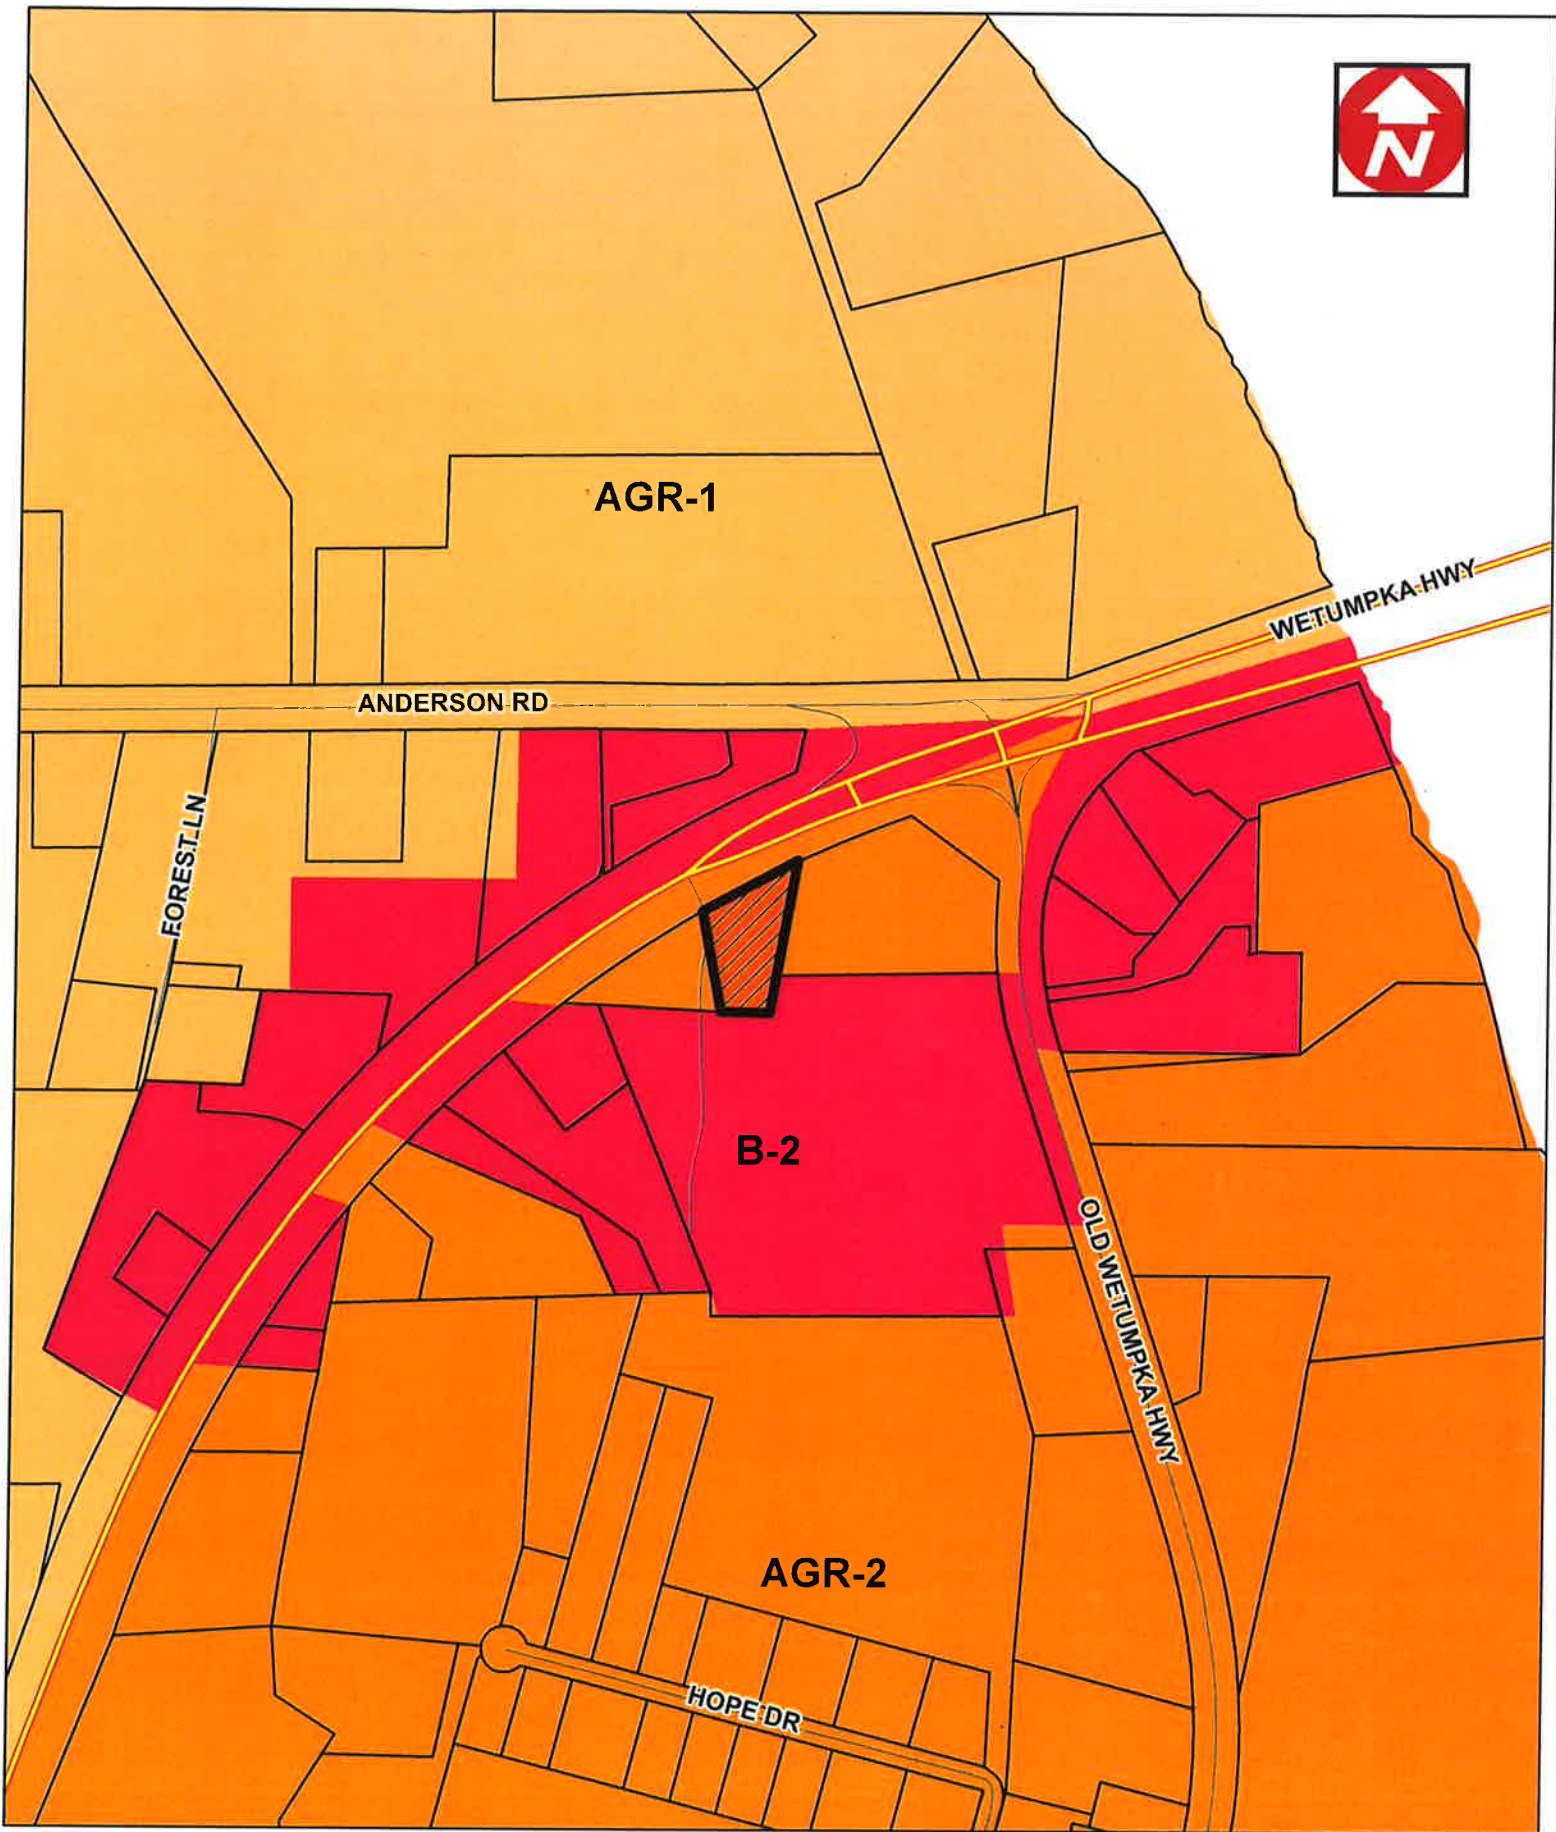 N
AGR-1
WETUMPKA HWY
ANDERSON RD
FOREST LN
B-2
OLD WETUMPKA HWY
AGR-2
HOPE DR